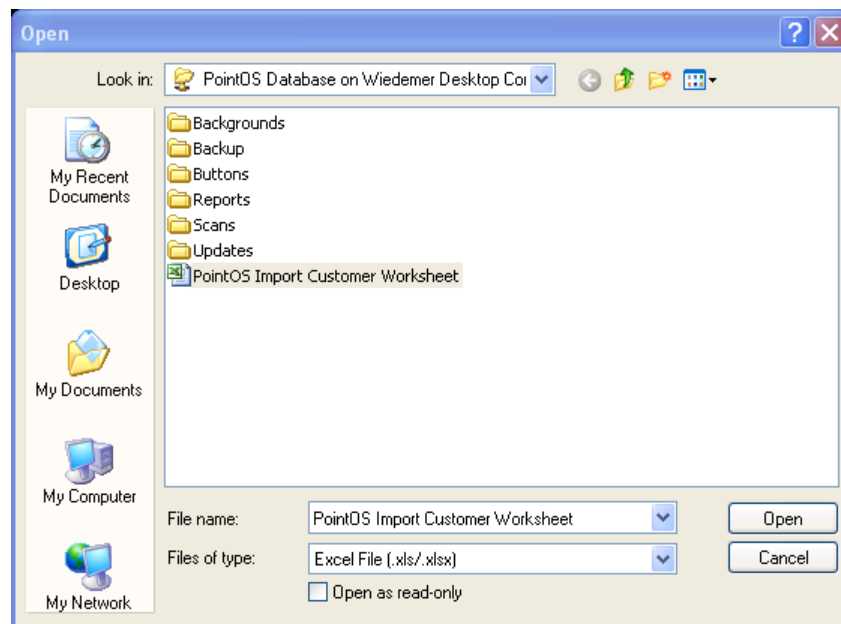 Open
Look in: PointOS Database on Wiedemer Desktop Co
Backgrounds
Backup
Buttons
Reports
Scans
Updates
PointOS Import Customer Worksheet
My Recent
Documents
Desktop
My Documents
My Computer
My Network
File name: PointOS Import Customer Worksheet Open
Files of type: Excel File (.xls/.xlsx) Cancel
Open as read-only